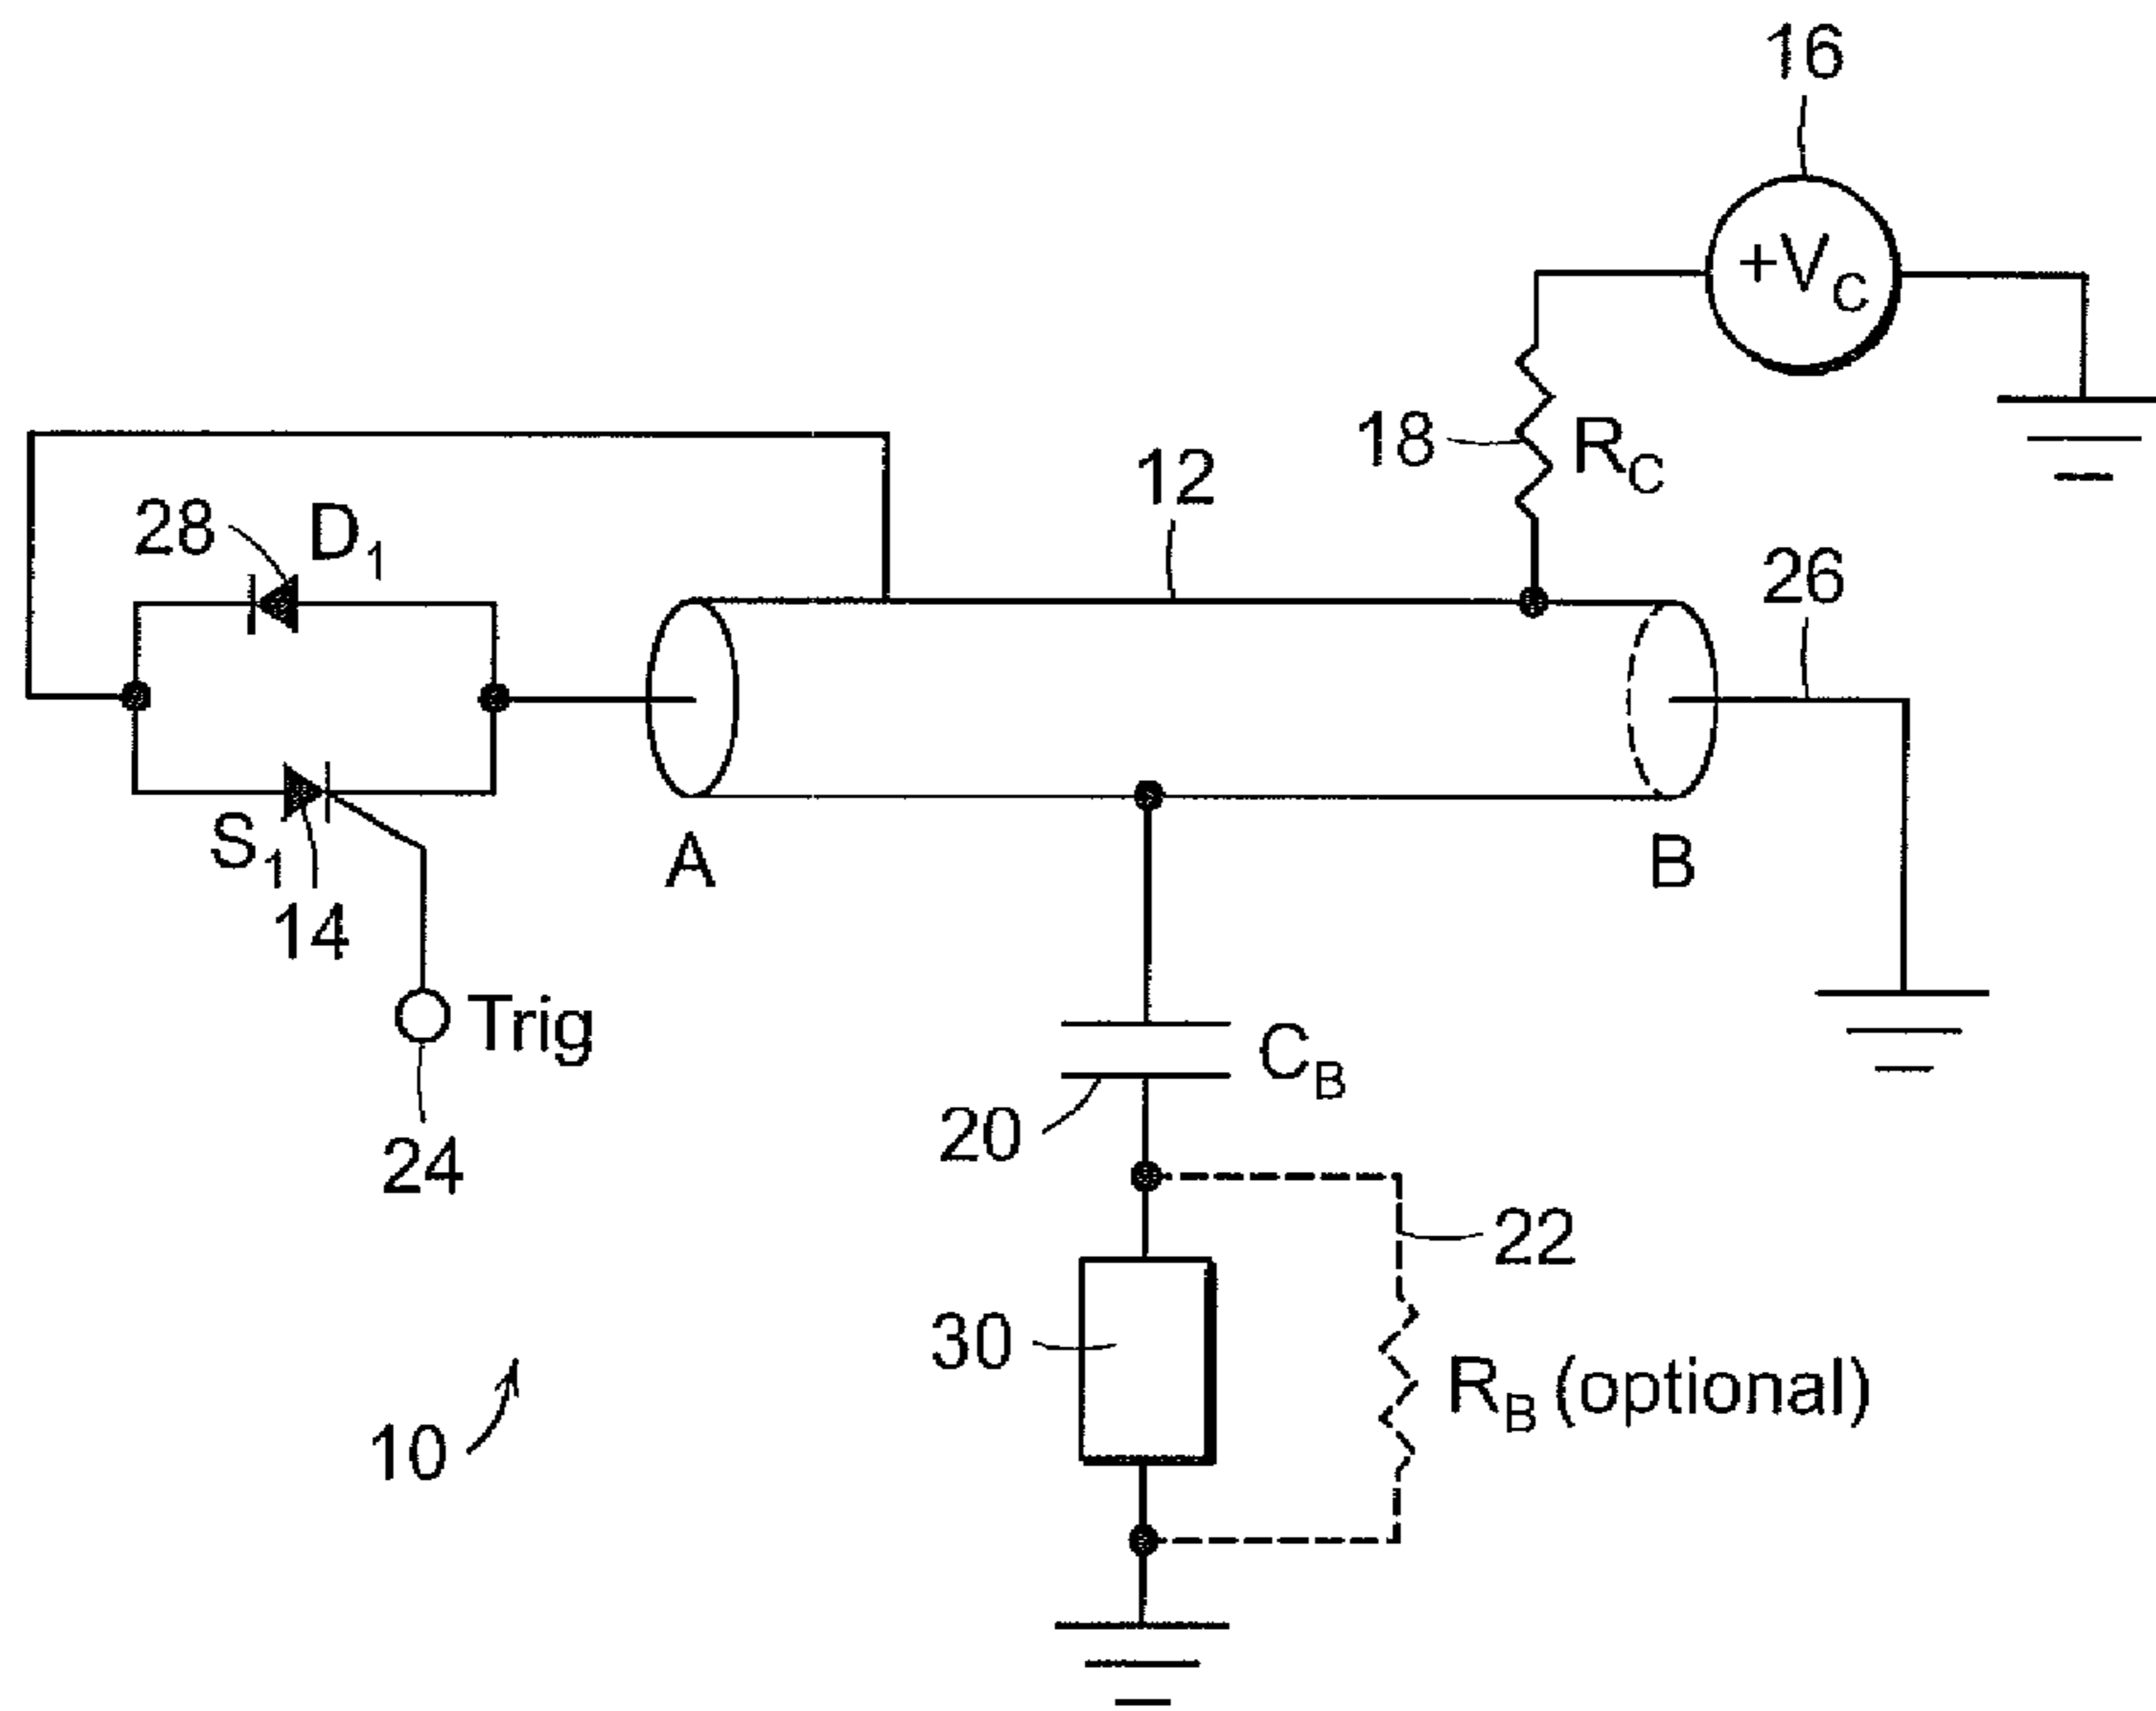 16
+VC
18 RC
12
26
28 D1
S1
14
A
B
Trig
24
CB
20
22
30
RB (optional)
10